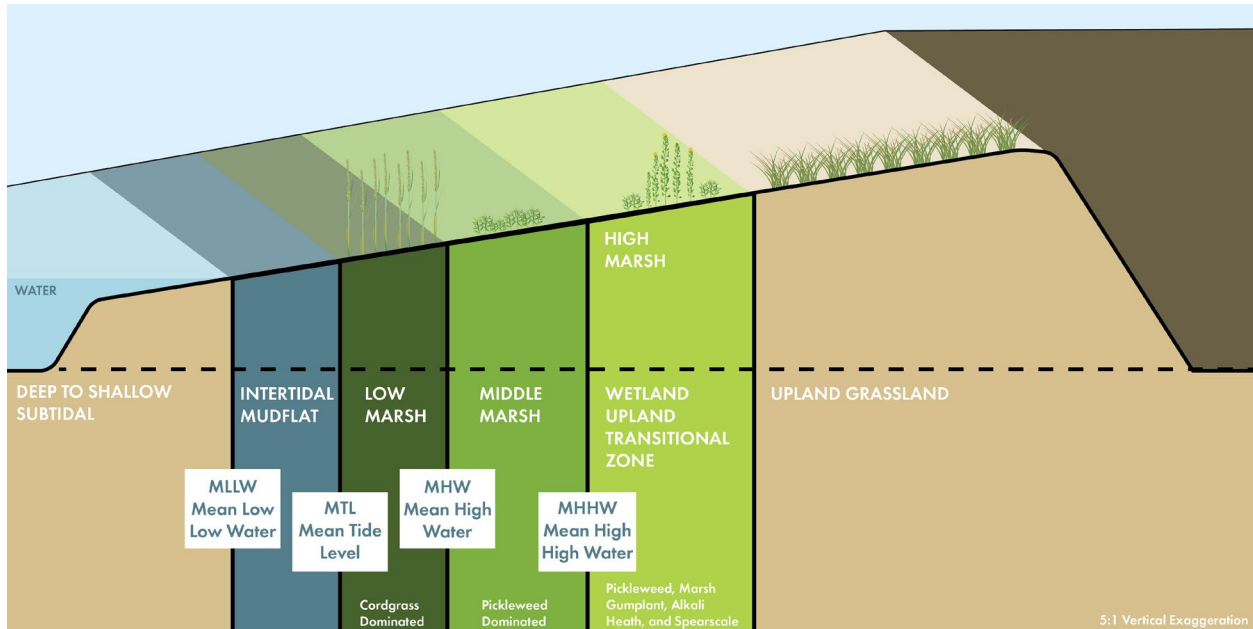 WATER
HIGH
MARSH
DEEP TO SHALLOW
SUBTIDAL
INTERTIDAL
MUDFLAT
LOW
MARSH
MIDDLE
MARSH
WETLAND
UPLAND
TRANSITIONAL
ZONE
UPLAND GRASSLAND
MLLW
Mean Low
Low Water
MTL
Mean Tide
Level
MHW
Mean High
Water
MHHW
Mean High
High Water
Cordgrass
Dominated
Pickleweed
Dominated
Pickleweed, Marsh
Gumplant, Alkali
Heath, and Spearscale
5:1 Vertical Exaggeration